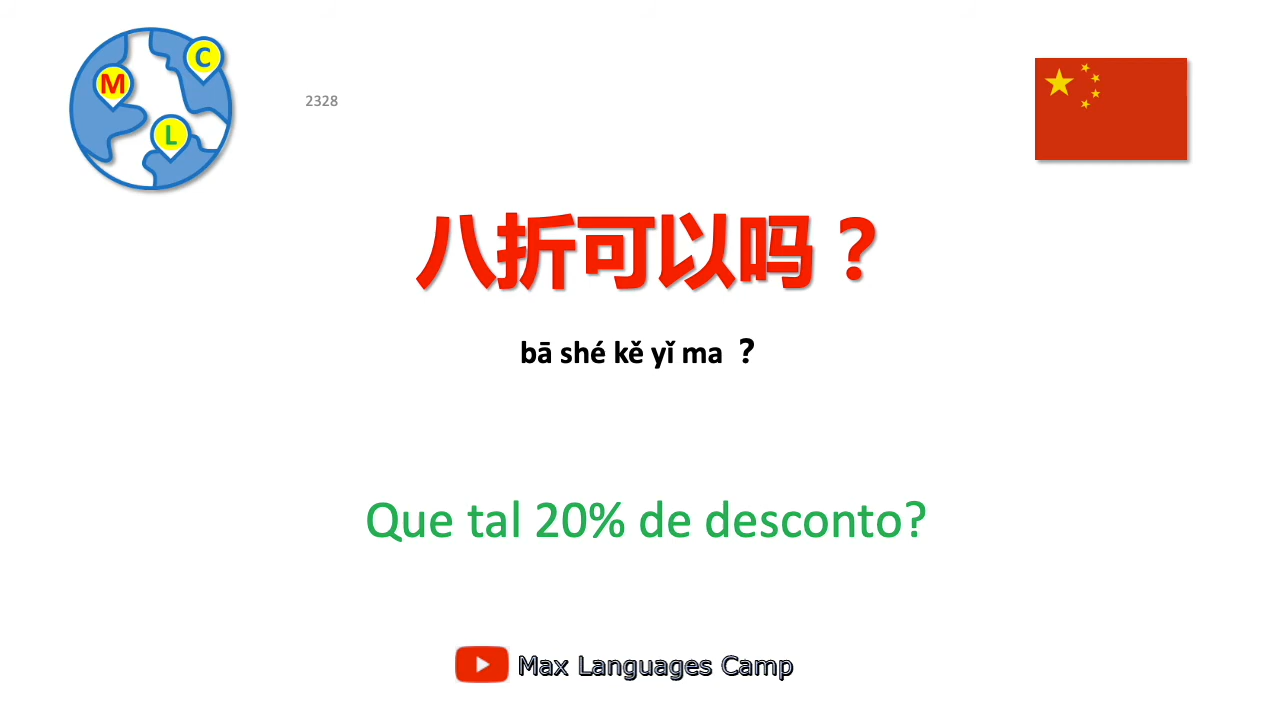 M
C
L
2328
八折可以吗？
bā shé kě yǐ ma ？
Que tal 20% de desconto?
Max Languages Camp